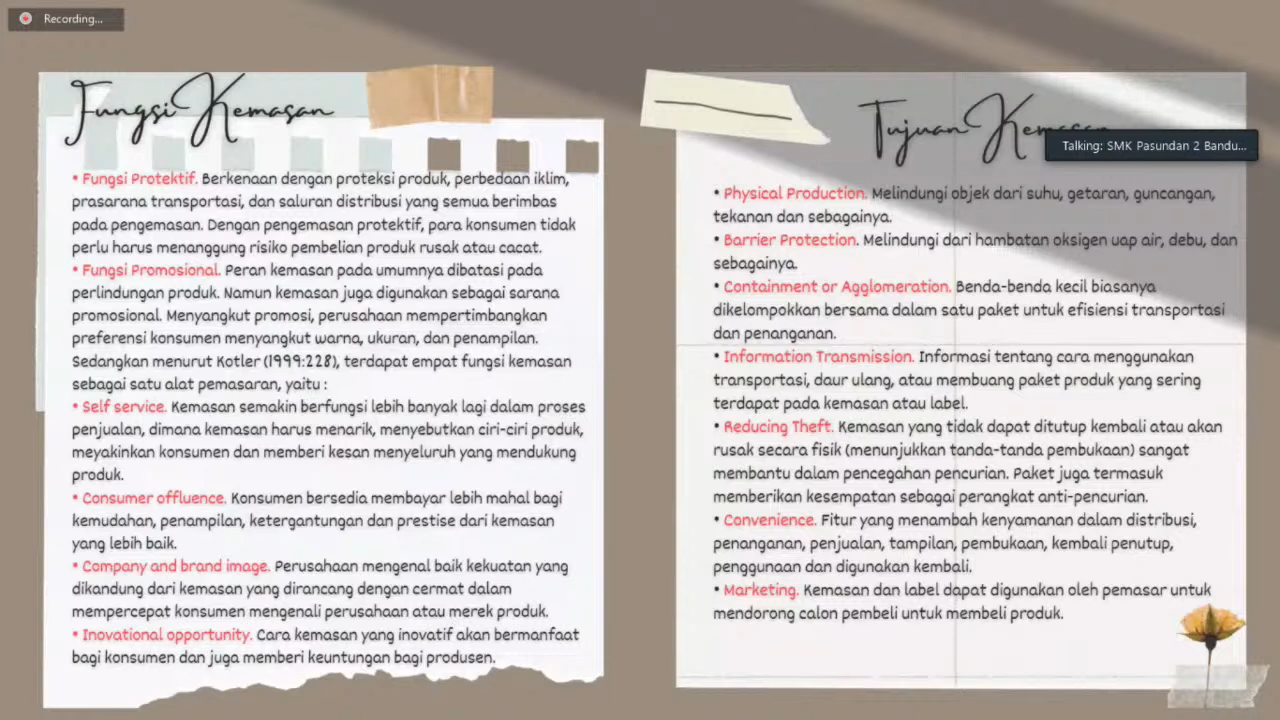 Recording...
Fungsi Kemasan
• Fungsi Protektif. Berkenaan dengan proteksi produk, perbedaan iklim,
prasarana transportasi, dan saluran distribusi yang semua berimbas
pada pengemasan. Dengan pengemasan protektif, para konsumen tidak
perlu harus menanggung risiko pembelian produk rusak atau cacat.
• Fungsi Promosional. Peran kemasan pada umumnya dibatasi pada
perlindungan produk. Namun kemasan juga digunakan sebagai sarana
promosional. Menyangkut promosi, perusahaan mempertimbangkan
preferensi konsumen menyangkut warna, ukuran, dan penampilan.
Sedangkan menurut Kotler (1999:228), terdapat empat fungsi kemasan
sebagai satu alat pemasaran, yaitu :
• Self service. Kemasan semakin berfungsi lebih banyak lagi dalam proses
penjualan, dimana kemasan harus menarik, menyebutkan ciri-ciri produk,
meyakinkan konsumen dan memberi kesan menyeluruh yang mendukung
produk.
• Consumer offluence. Konsumen bersedia membayar lebih mahal bagi
kemudahan, penampilan, ketergantungan dan prestise dari kemasan
yang lebih baik.
• Company and brand image. Perusahaan mengenal baik kekuatan yang
dikandung dari kemasan yang dirancang dengan cermat dalam
mempercepat konsumen mengenali perusahaan atau merek produk.
• Inovational opportunity. Cara kemasan yang inovatif akan bermanfaat
bagi konsumen dan juga memberi keuntungan bagi produsen.
Tujuan Kemasan
Talking: SMK Pasundan 2 Bandu...
• Physical Production. Melindungi objek dari suhu, getaran, guncangan,
tekanan dan sebagainya.
• Barrier Protection. Melindungi dari hambatan oksigen uap air, debu, dan
sebagainya.
• Containment or Agglomeration. Benda-benda kecil biasanya
dikelompokkan bersama dalam satu paket untuk efisiensi transportasi
dan penanganan.
• Information Transmission. Informasi tentang cara menggunakan
transportasi, daur ulang, atau membuang paket produk yang sering
terdapat pada kemasan atau label.
• Reducing Theft. Kemasan yang tidak dapat ditutup kembali atau akan
rusak secara fisik (menunjukkan tanda-tanda pembukaan) sangat
membantu dalam pencegahan pencurian. Paket juga termasuk
memberikan kesempatan sebagai perangkat anti-pencurian.
• Convenience. Fitur yang menambah kenyamanan dalam distribusi,
penanganan, penjualan, tampilan, pembukaan, kembali penutup,
penggunaan dan digunakan kembali.
• Marketing. Kemasan dan label dapat digunakan oleh pemasar untuk
mendorong calon pembeli untuk membeli produk.